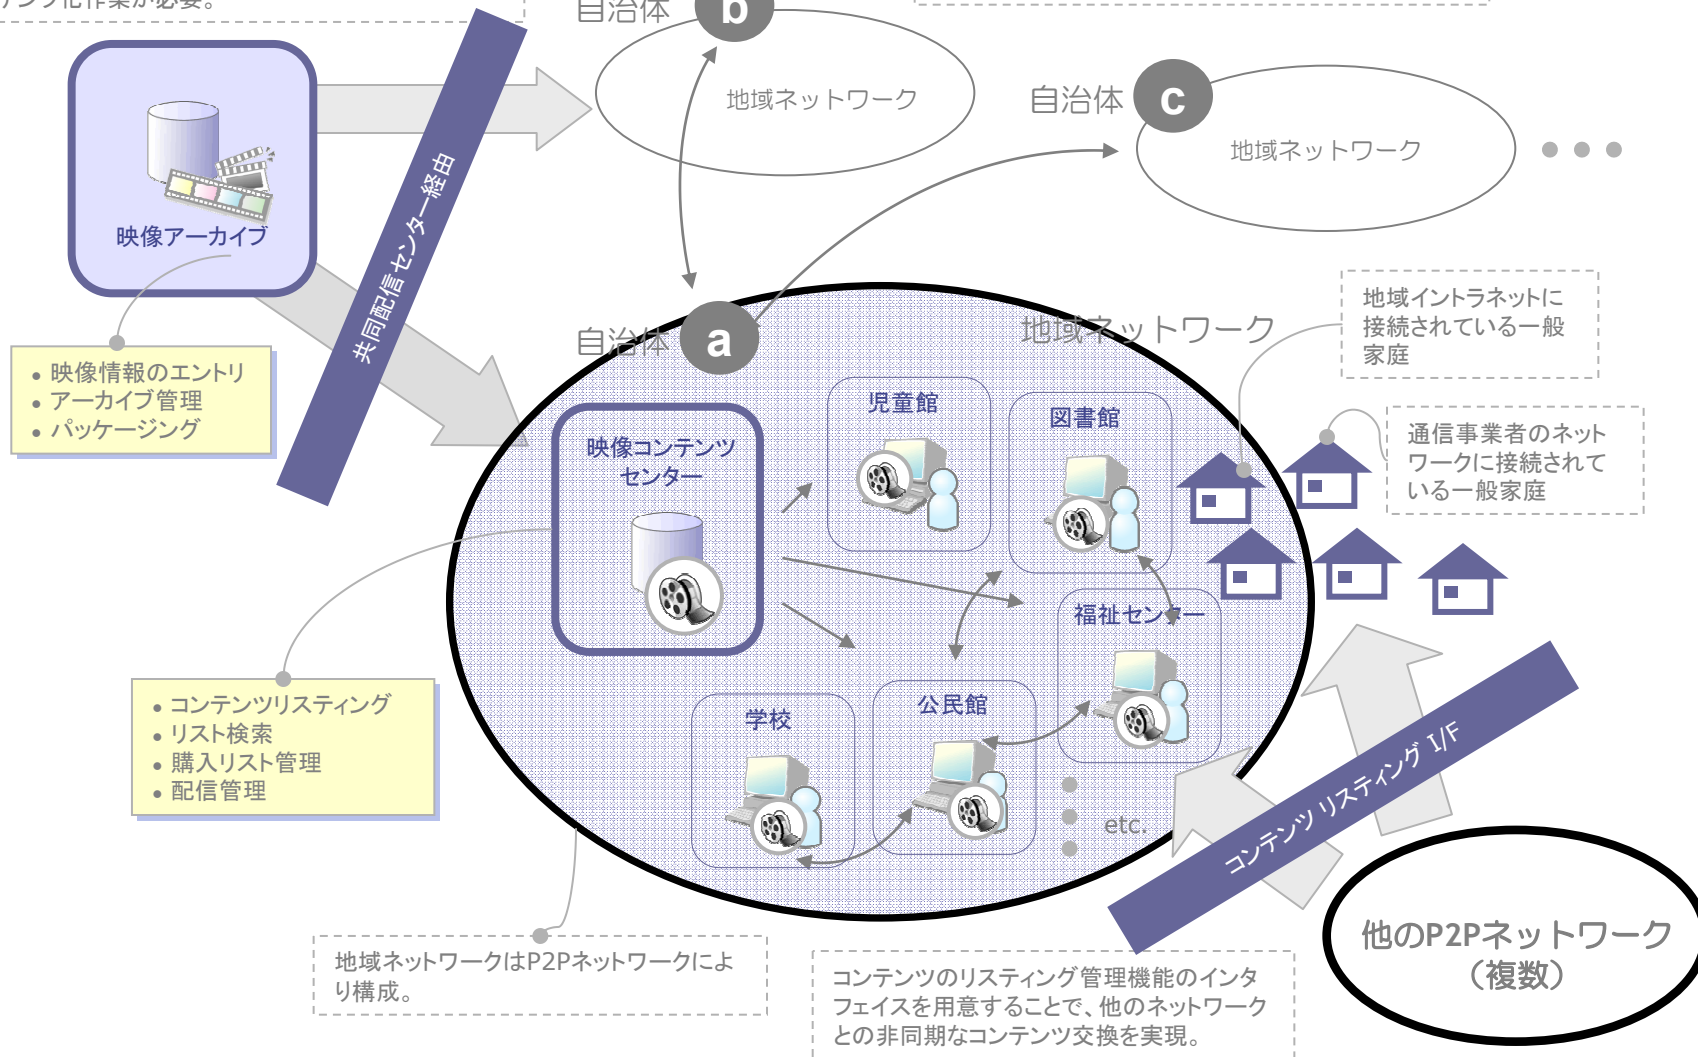 自治体
b
地域ネットワーク
自治体
c
地域ネットワーク
映像アーカイブ
共同配信センター経由
• 映像情報のエントリ
• アーカイブ管理
• パッケージング
自治体
a
地域ネットワーク
地域イントラネットに
接続されている一般
家庭
通信事業者のネット
ワークに接続されて
いる一般家庭
児童館
図書館
映像コンテンツ
センター
福祉センター
• コンテンツリスティング
• リスト検索
• 購入リスト管理
• 配信管理
学校
公民館
etc.
コンテンツ リスティング I/F
他のP2Pネットワーク
(複数)
地域ネットワークはP2Pネットワークによ
り構成。
コンテンツのリスティング管理機能のインタ
フェイスを用意することで、他のネットワーク
との非同期なコンテンツ交換を実現。